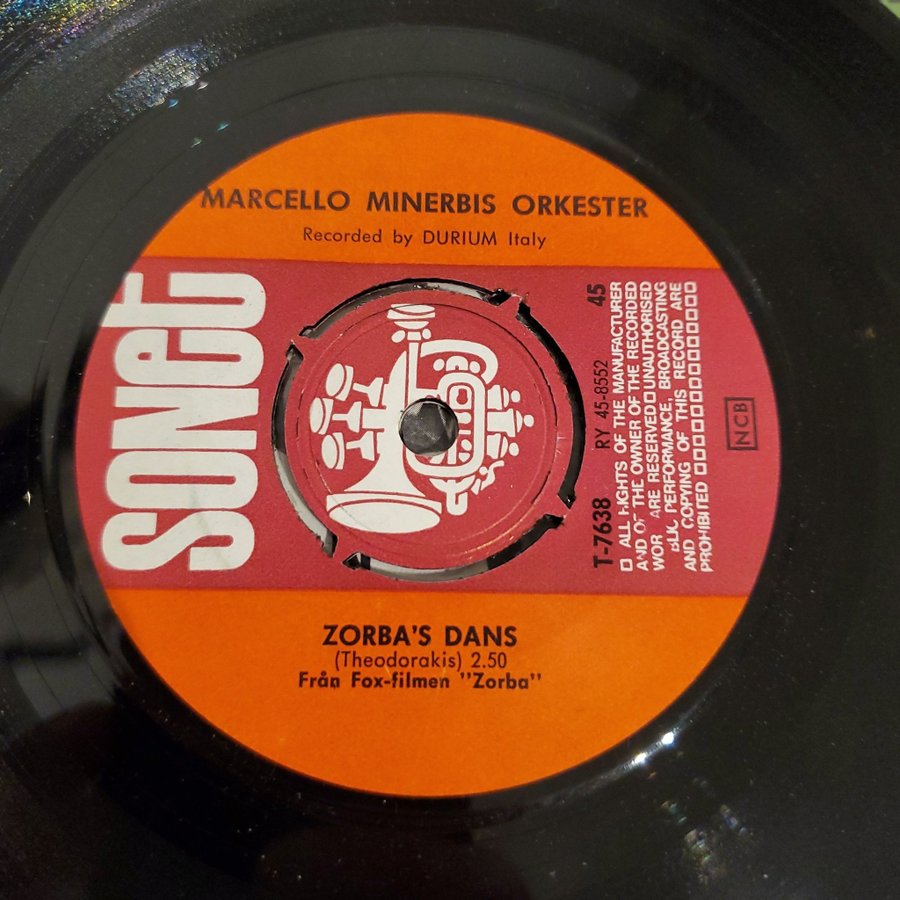 MARCELLO MINERBIS ORKESTER
Recorded by DURIUM Italy
SONET
T-7638 RY 45-8552 45
□ ALL RIGHTS OF THE MANUFACTURER
AND OF THE OWNER OF THE RECORDED
WOR ARE RESERVED □ UNAUTHORISED
BLIC PERFORMANCE, BROADCASTING
AND COPYING OF THIS RECORD ARE
PROHIBITED
NCB
ZORBA'S DANS
(Theodorakis) 2.50
Från Fox-filmen "Zorba"